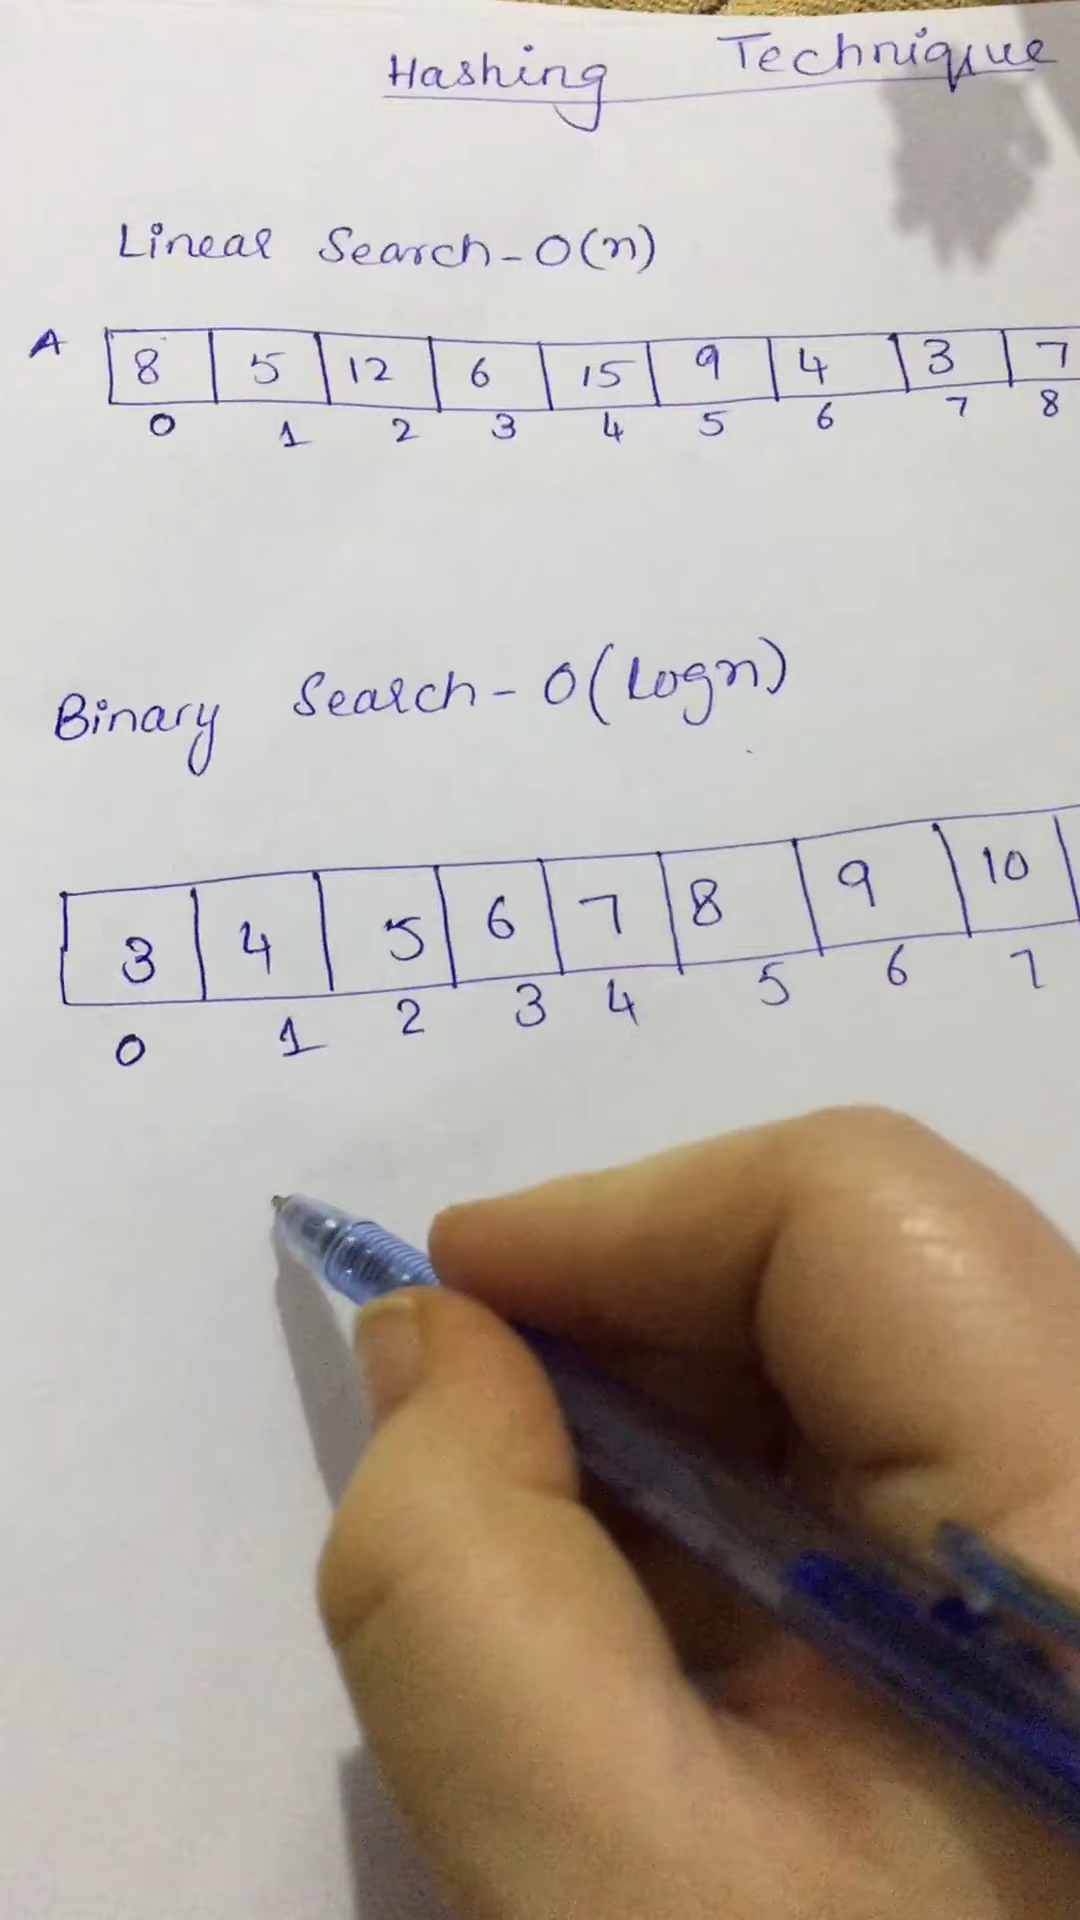 Hashing Technique
Linear Search - O(n)
A 8 5 12 6 15 9 4 3 7
0 1 2 3 4 5 6 7 8
Binary Search - O(logn)
3 4 5 6 7 8 9 10
0 1 2 3 4 5 6 7